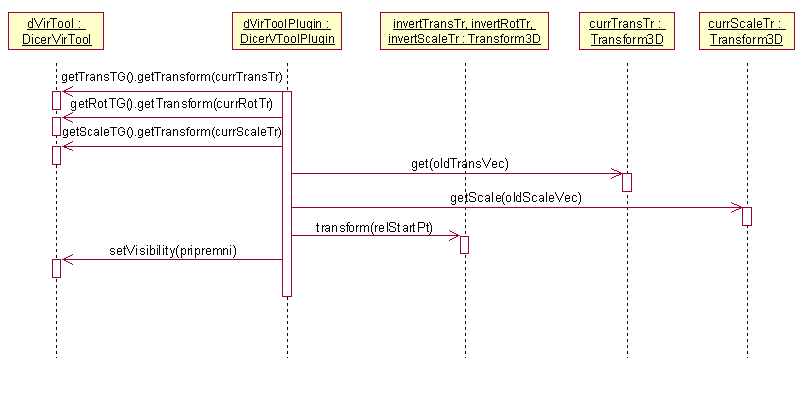 dVirTool :
DicerVirTool
dVirToolPlugin :
DicerVToolPlugin
invertTransTr, invertRotTr,
invertScaleTr : Transform3D
currTransTr :
Transform3D
currScaleTr :
Transform3D
getTransTG().getTransform(currTransTr)
getRotTG().getTransform(currRotTr)
getScaleTG().getTransform(currScaleTr)
get(oldTransVec)
getScale(oldScaleVec)
transform(relStartPt)
setVisibility(pripremni)